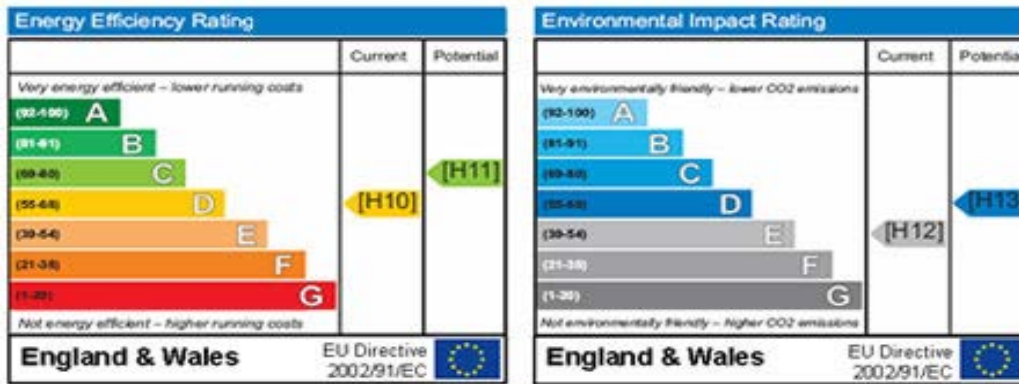 Energy Efficiency Rating
Current Potential
Very energy efficient – lower running costs
(92-100) A
(81-91) B
(69-80) C
(55-68) D
(39-54) E
(21-38) F
(1-20) G
[H10]
[H11]
Not energy efficient – higher running costs
England & Wales
EU Directive
2002/91/EC
Environmental Impact Rating
Current Potentia
Very environmentally friendly – lower CO2 emissions
(92-100) A
(81-91) B
(69-80) C
(55-68) D
(39-54) E
(21-38) F
(1-20) G
[H12]
[H13
Not environmentally friendly – higher CO2 emissions
England & Wales
EU Directive
2002/91/EC